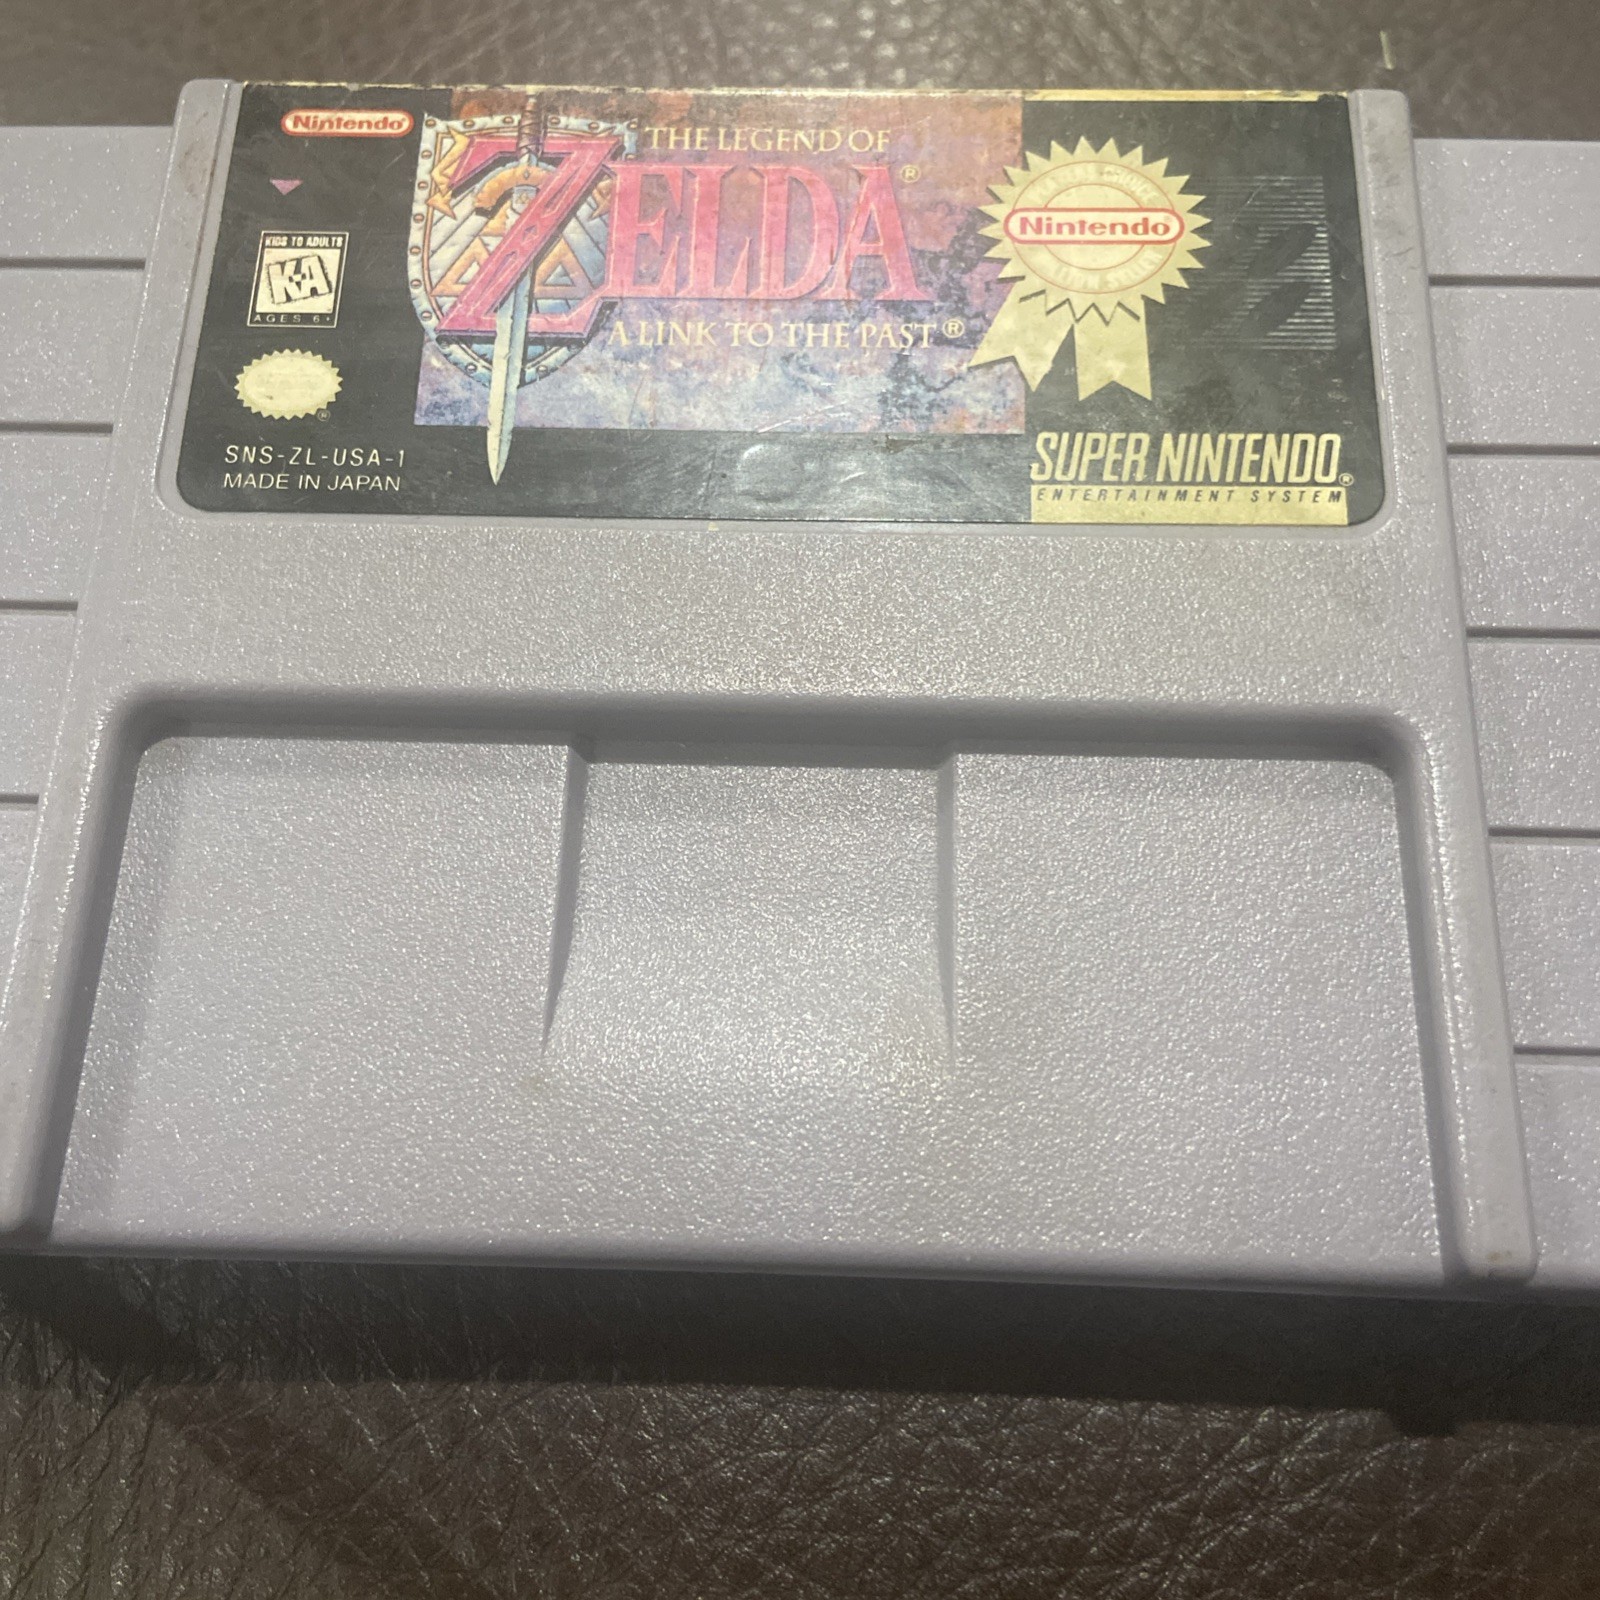 Nintendo®
THE LEGEND OF
ZELDA®
A LINK TO THE PAST®
KIDS TO ADULTS
K-A
AGES 6+
®
SNS-ZL-USA-1
MADE IN JAPAN
Nintendo
SUPER NINTENDO®
ENTERTAINMENT SYSTEM